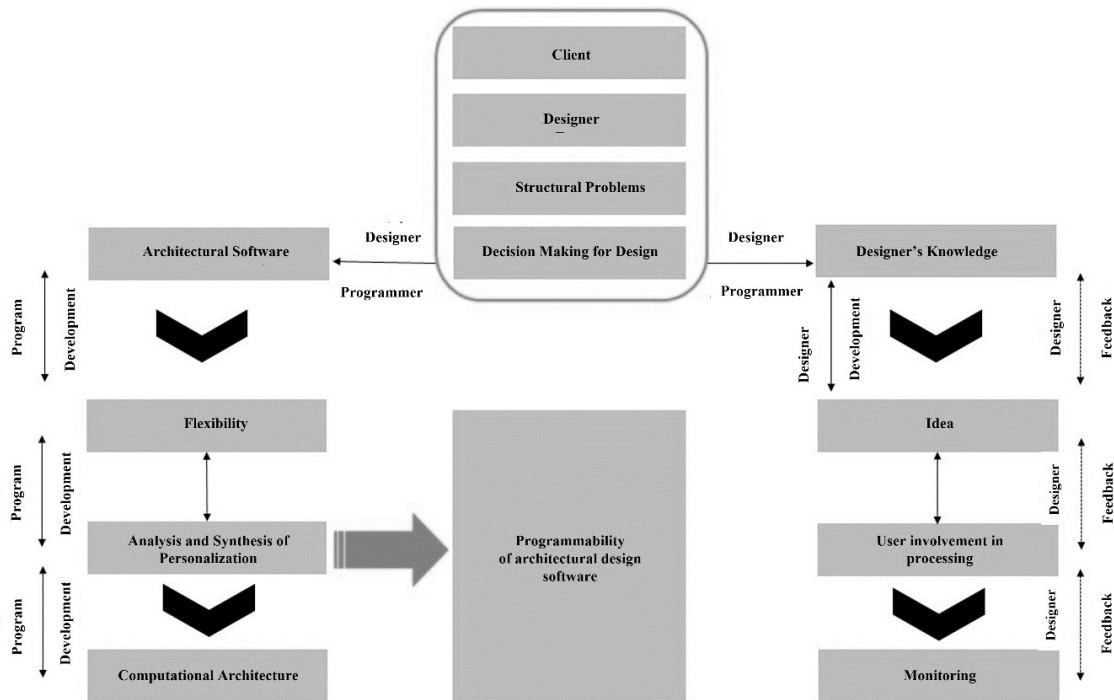 Client
Designer
Structural Problems
Decision Making for Design
Designer
Programmer
Designer
Programmer
Architectural Software
Designer's Knowledge
Program
Development
Designer
Development
Designer
Feedback
Flexibility
Idea
Program
Development
Designer
Feedback
Analysis and Synthesis of
Personalization
Programmability
of architectural design
software
User involvement in
processing
Program
Development
Designer
Feedback
Computational Architecture
Monitoring